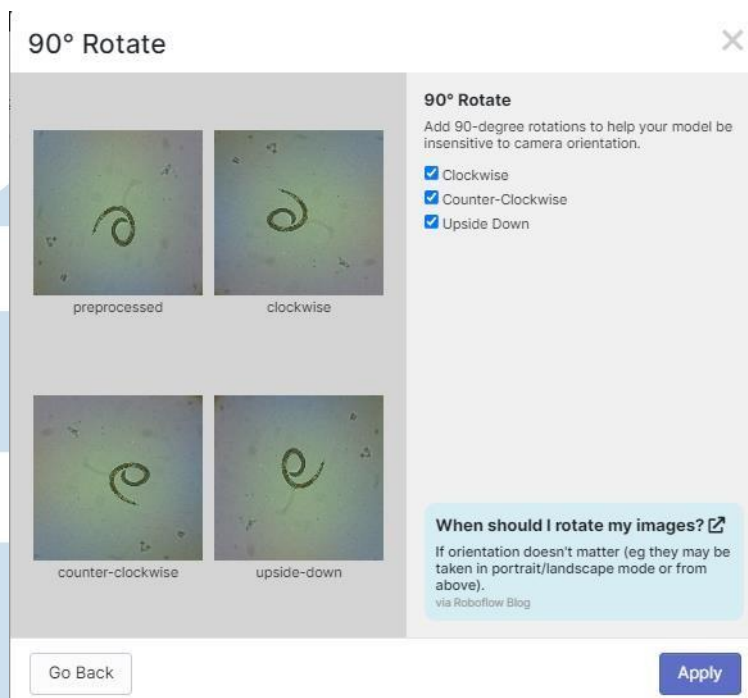 90° Rotate
preprocessed
clockwise
counter-clockwise
upside-down
90° Rotate
Add 90-degree rotations to help your model be
insensitive to camera orientation.
Clockwise
Counter-Clockwise
Upside Down
When should I rotate my images?
If orientation doesn't matter (eg they may be
taken in portrait/landscape mode or from
above).
via Roboflow Blog
Go Back
Apply